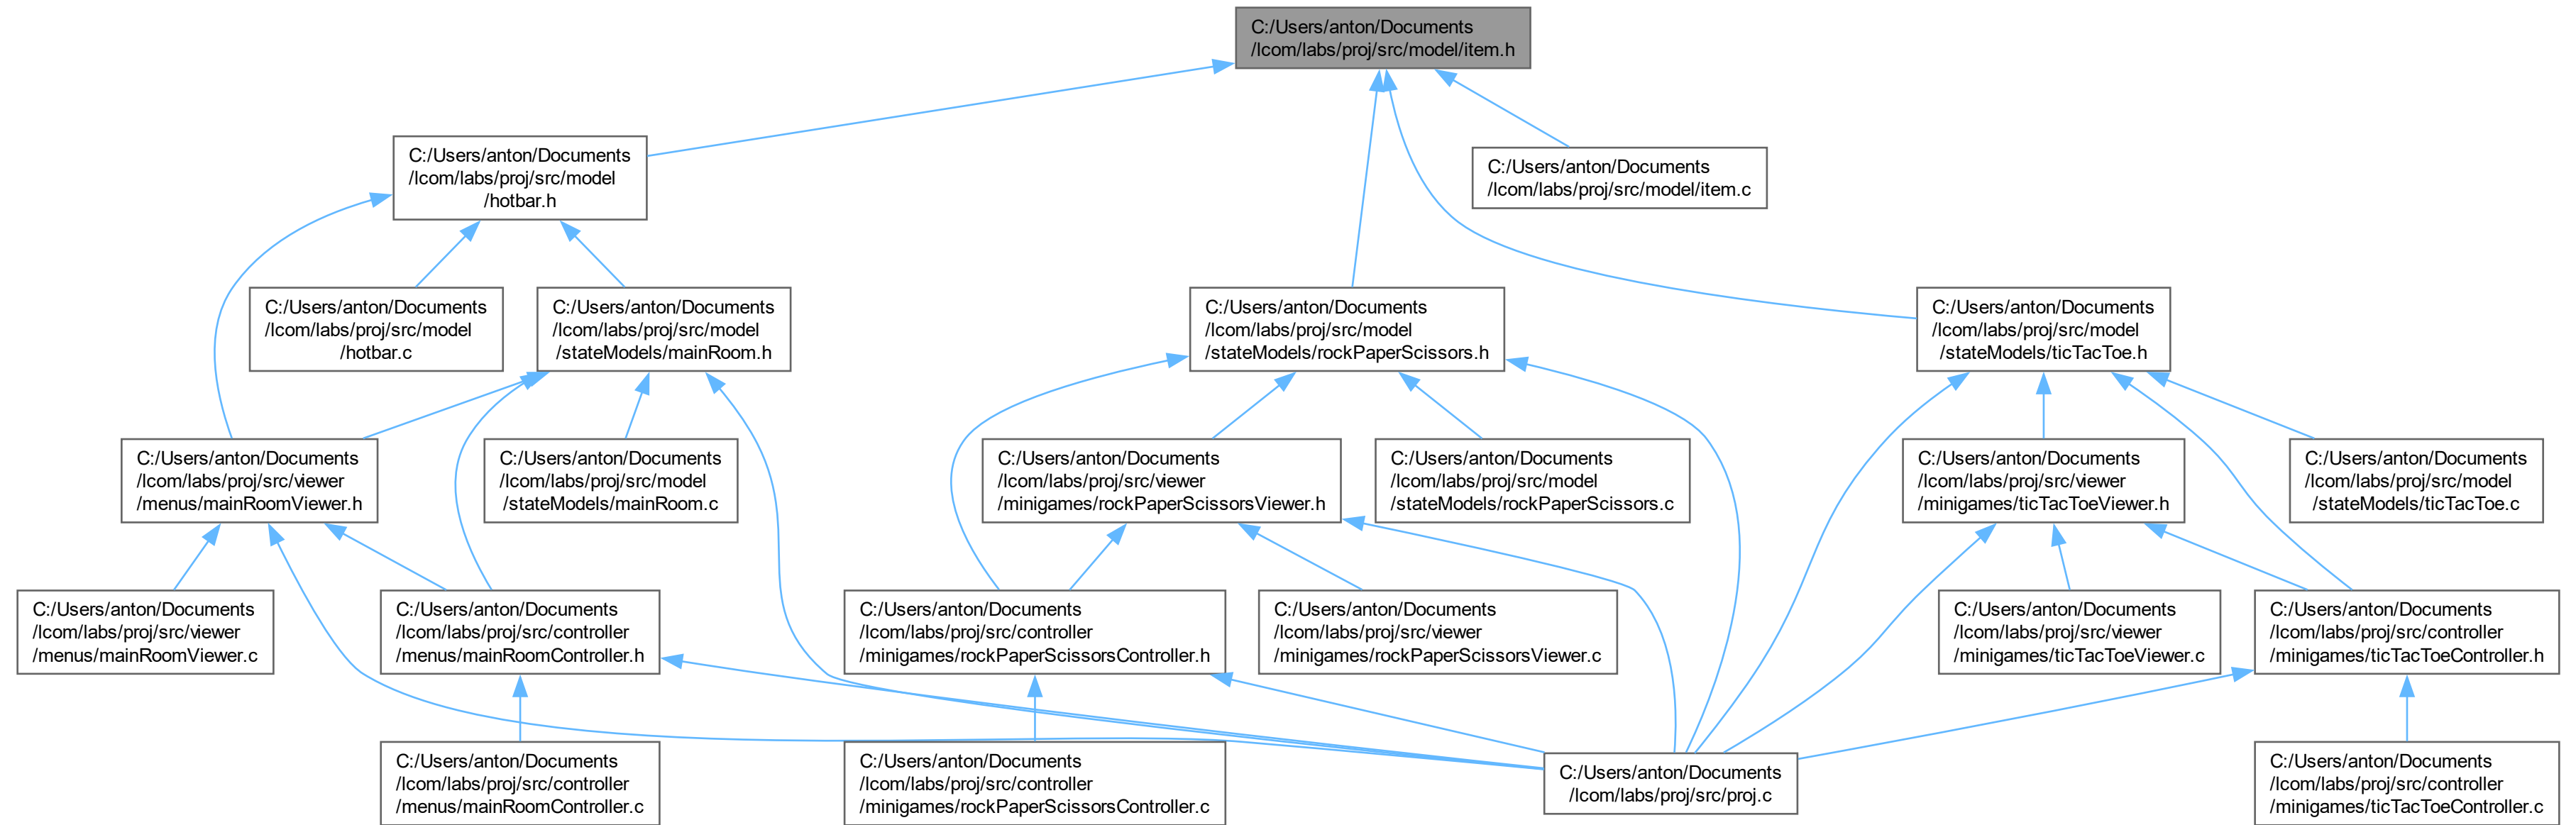 C:/Users/anton/Documents
/lcom/labs/proj/src/model/item.h
C:/Users/anton/Documents
/lcom/labs/proj/src/model
/hotbar.h
C:/Users/anton/Documents
/lcom/labs/proj/src/model/item.c
C:/Users/anton/Documents
/lcom/labs/proj/src/model
/hotbar.c
C:/Users/anton/Documents
/lcom/labs/proj/src/model
/stateModels/mainRoom.h
C:/Users/anton/Documents
/lcom/labs/proj/src/model
/stateModels/rockPaperScissors.h
C:/Users/anton/Documents
/lcom/labs/proj/src/model
/stateModels/ticTacToe.h
C:/Users/anton/Documents
/lcom/labs/proj/src/viewer
/menus/mainRoomViewer.h
C:/Users/anton/Documents
/lcom/labs/proj/src/model
/stateModels/mainRoom.c
C:/Users/anton/Documents
/lcom/labs/proj/src/viewer
/minigames/rockPaperScissorsViewer.h
C:/Users/anton/Documents
/lcom/labs/proj/src/model
/stateModels/rockPaperScissors.c
C:/Users/anton/Documents
/lcom/labs/proj/src/viewer
/minigames/ticTacToeViewer.h
C:/Users/anton/Documents
/lcom/labs/proj/src/model
/stateModels/ticTacToe.c
C:/Users/anton/Documents
/lcom/labs/proj/src/viewer
/menus/mainRoomViewer.c
C:/Users/anton/Documents
/lcom/labs/proj/src/controller
/menus/mainRoomController.h
C:/Users/anton/Documents
/lcom/labs/proj/src/controller
/minigames/rockPaperScissorsController.h
C:/Users/anton/Documents
/lcom/labs/proj/src/viewer
/minigames/rockPaperScissorsViewer.c
C:/Users/anton/Documents
/lcom/labs/proj/src/viewer
/minigames/ticTacToeViewer.c
C:/Users/anton/Documents
/lcom/labs/proj/src/controller
/minigames/ticTacToeController.h
C:/Users/anton/Documents
/lcom/labs/proj/src/controller
/menus/mainRoomController.c
C:/Users/anton/Documents
/lcom/labs/proj/src/controller
/minigames/rockPaperScissorsController.c
C:/Users/anton/Documents
/lcom/labs/proj/src/proj.c
C:/Users/anton/Documents
/lcom/labs/proj/src/controller
/minigames/ticTacToeController.c